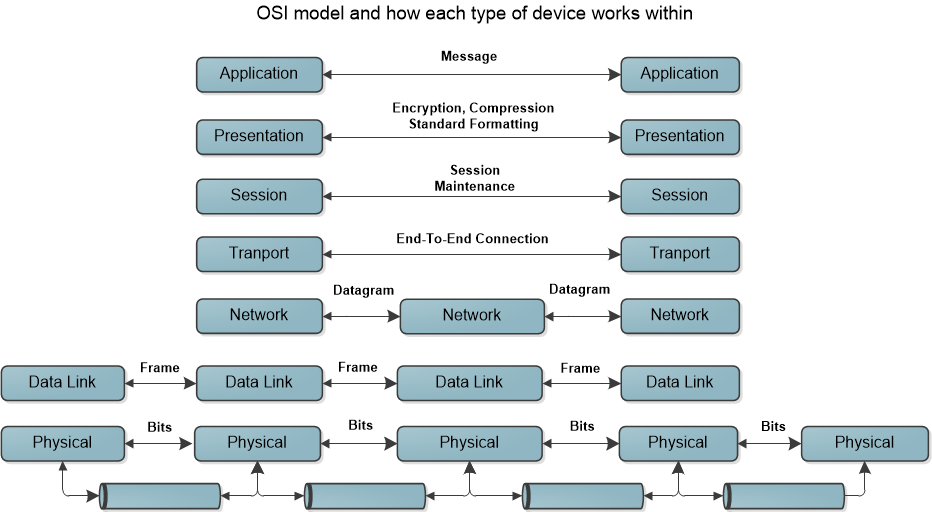 OSI model and how each type of device works within
Message
Application
Application
Encryption, Compression
Standard Formatting
Presentation
Presentation
Session
Maintenance
Session
Session
End-To-End Connection
Tranport
Tranport
Datagram
Datagram
Network
Network
Network
Frame
Frame
Frame
Data Link
Data Link
Data Link
Data Link
Bits
Bits
Bits
Bits
Physical
Physical
Physical
Physical
Physical